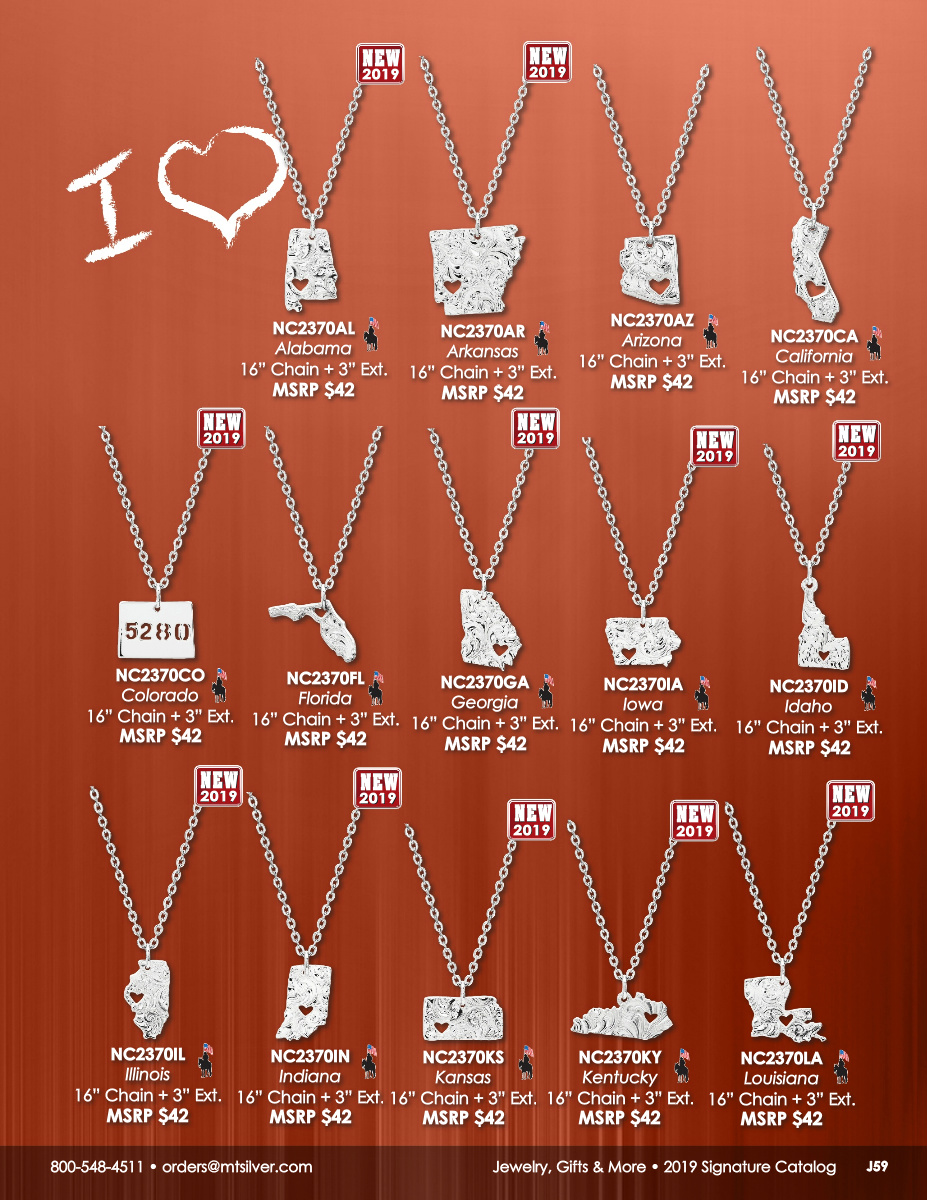 I
NEW
2019
NEW
2019
NC2370AL
Alabama
16” Chain + 3” Ext.
MSRP $42
NC2370AR
Arkansas
16” Chain + 3” Ext.
MSRP $42
NC2370AZ
Arizona
16” Chain + 3” Ext.
MSRP $42
NC2370CA
California
16” Chain + 3” Ext.
MSRP $42
NEW
2019
5280
NC2370CO
Colorado
16” Chain + 3” Ext.
MSRP $42
NC2370FL
Florida
16” Chain + 3” Ext.
MSRP $42
NEW
2019
NC2370GA
Georgia
16” Chain + 3” Ext.
MSRP $42
NEW
2019
NC2370IA
Iowa
16” Chain + 3” Ext.
MSRP $42
NEW
2019
NC2370ID
Idaho
16” Chain + 3” Ext.
MSRP $42
NEW
2019
NC2370IL
Illinois
16” Chain + 3” Ext.
MSRP $42
NEW
2019
NC2370IN
Indiana
16” Chain + 3” Ext.
MSRP $42
NEW
2019
NC2370KS
Kansas
16” Chain + 3” Ext.
MSRP $42
NEW
2019
NC2370KY
Kentucky
16” Chain + 3” Ext.
MSRP $42
NEW
2019
NC2370LA
Louisiana
16” Chain + 3” Ext.
MSRP $42
800-548-4511 • orders@mtsilver.com
Jewelry, Gifts & More • 2019 Signature Catalog J59